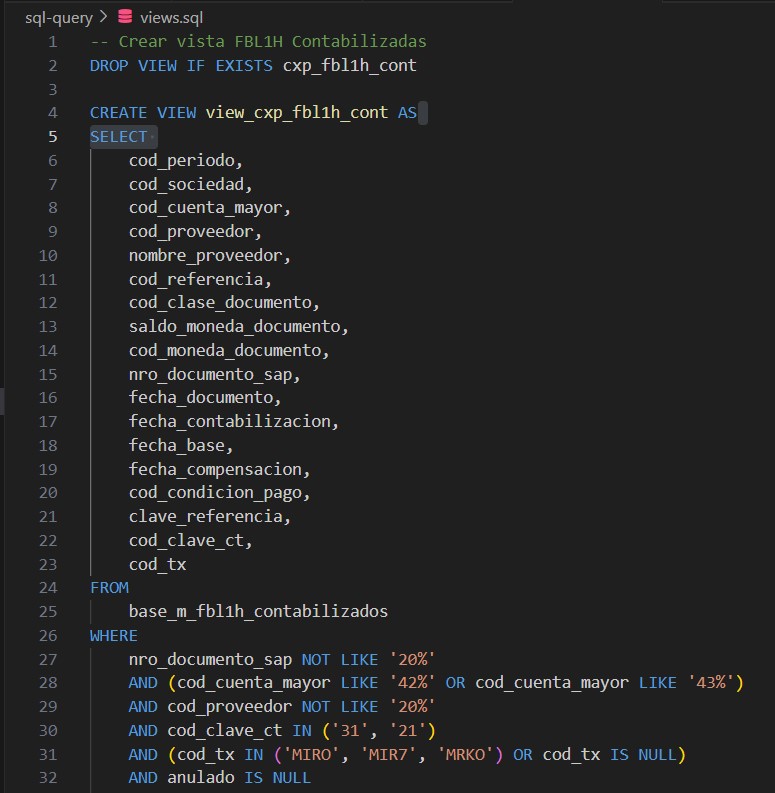 sql-query > views.sql
1 -- Crear vista FBL1H Contabilizadas
2 DROP VIEW IF EXISTS cxp_fbl1h_cont
3
4 CREATE VIEW view_cxp_fbl1h_cont AS
5 SELECT
6 cod_periodo,
7 cod_sociedad,
8 cod_cuenta_mayor,
9 cod_proveedor,
10 nombre_proveedor,
11 cod_referencia,
12 cod_clase_documento,
13 saldo_moneda_documento,
14 cod_moneda_documento,
15 nro_documento_sap,
16 fecha_documento,
17 fecha_contabilizacion,
18 fecha_base,
19 fecha_compensacion,
20 cod_condicion_pago,
21 clave_referencia,
22 cod_clave_ct,
23 cod_tx
24 FROM
25 base_m_fbl1h_contabilizados
26 WHERE
27 nro_documento_sap NOT LIKE '20%'
28 AND (cod_cuenta_mayor LIKE '42%' OR cod_cuenta_mayor LIKE '43%')
29 AND cod_proveedor NOT LIKE '20%'
30 AND cod_clave_ct IN ('31', '21')
31 AND (cod_tx IN ('MIRO', 'MIR7', 'MRKO') OR cod_tx IS NULL)
32 AND anulado IS NULL